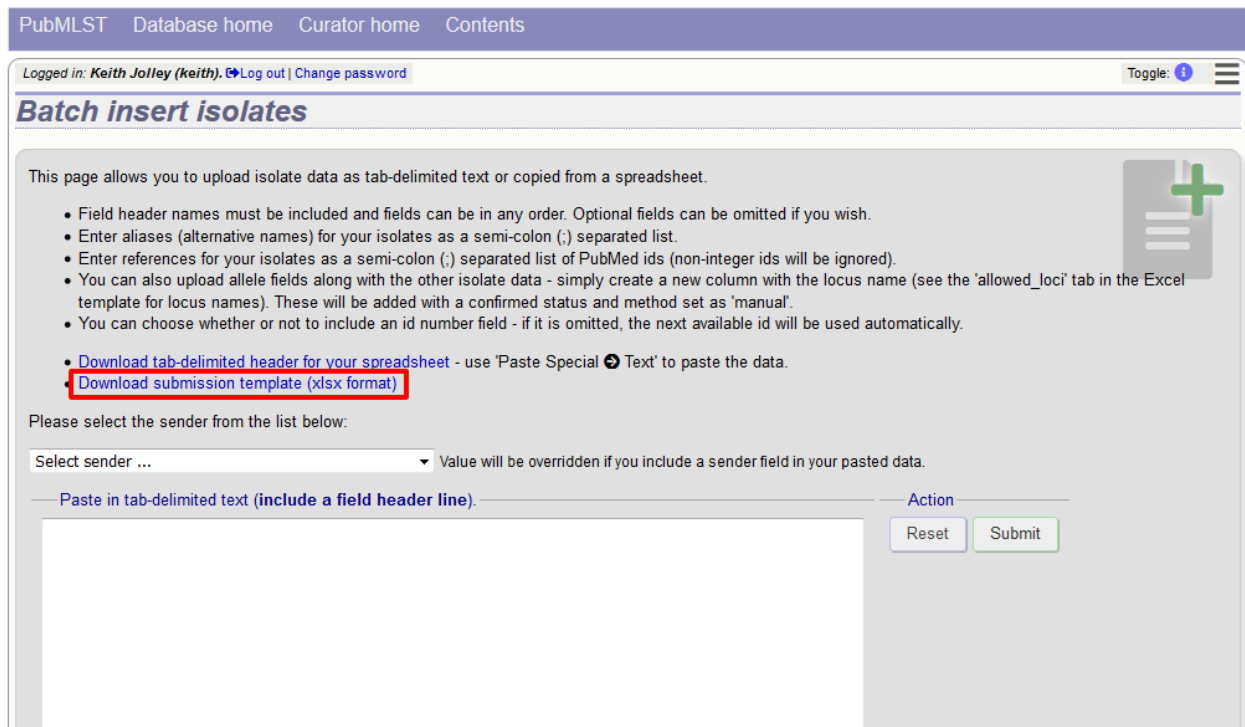 PubMLST Database home Curator home Contents
Logged in: Keith Jolley (keith). Log out | Change password Toggle: i
Batch insert isolates
This page allows you to upload isolate data as tab-delimited text or copied from a spreadsheet.
• Field header names must be included and fields can be in any order. Optional fields can be omitted if you wish.
• Enter aliases (alternative names) for your isolates as a semi-colon (;) separated list.
• Enter references for your isolates as a semi-colon (;) separated list of PubMed ids (non-integer ids will be ignored).
• You can also upload allele fields along with the other isolate data - simply create a new column with the locus name (see the 'allowed_loci' tab in the Excel
template for locus names). These will be added with a confirmed status and method set as 'manual'.
• You can choose whether or not to include an id number field - if it is omitted, the next available id will be used automatically.
• Download tab-delimited header for your spreadsheet - use 'Paste Special ➔ Text' to paste the data.
• Download submission template (xlsx format)
Please select the sender from the list below:
Select sender ... Value will be overridden if you include a sender field in your pasted data.
Paste in tab-delimited text (include a field header line). Action
Reset Submit